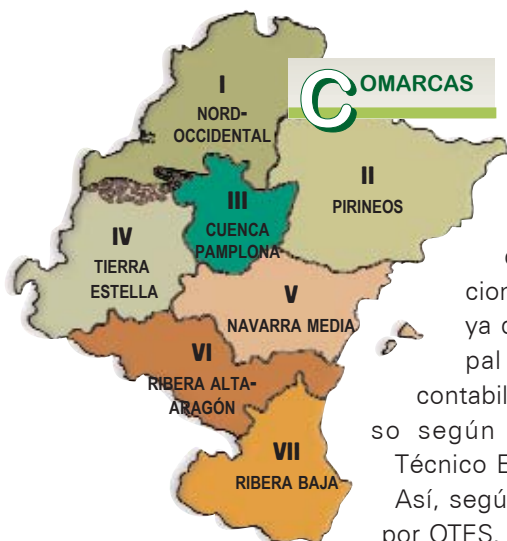 COMARCAS
I
NORD-
OCCIDENTAL
II
PIRINEOS
III
CUENCA
PAMPLONA
IV
TIERRA
ESTELLA
V
NAVARRA MEDIA
VI
RIBERA ALTA-
ARAGÓN
VII
RIBERA BAJA
cion
ya
pal
contabil
so según
Técnico E
Así, segú
por OTES.